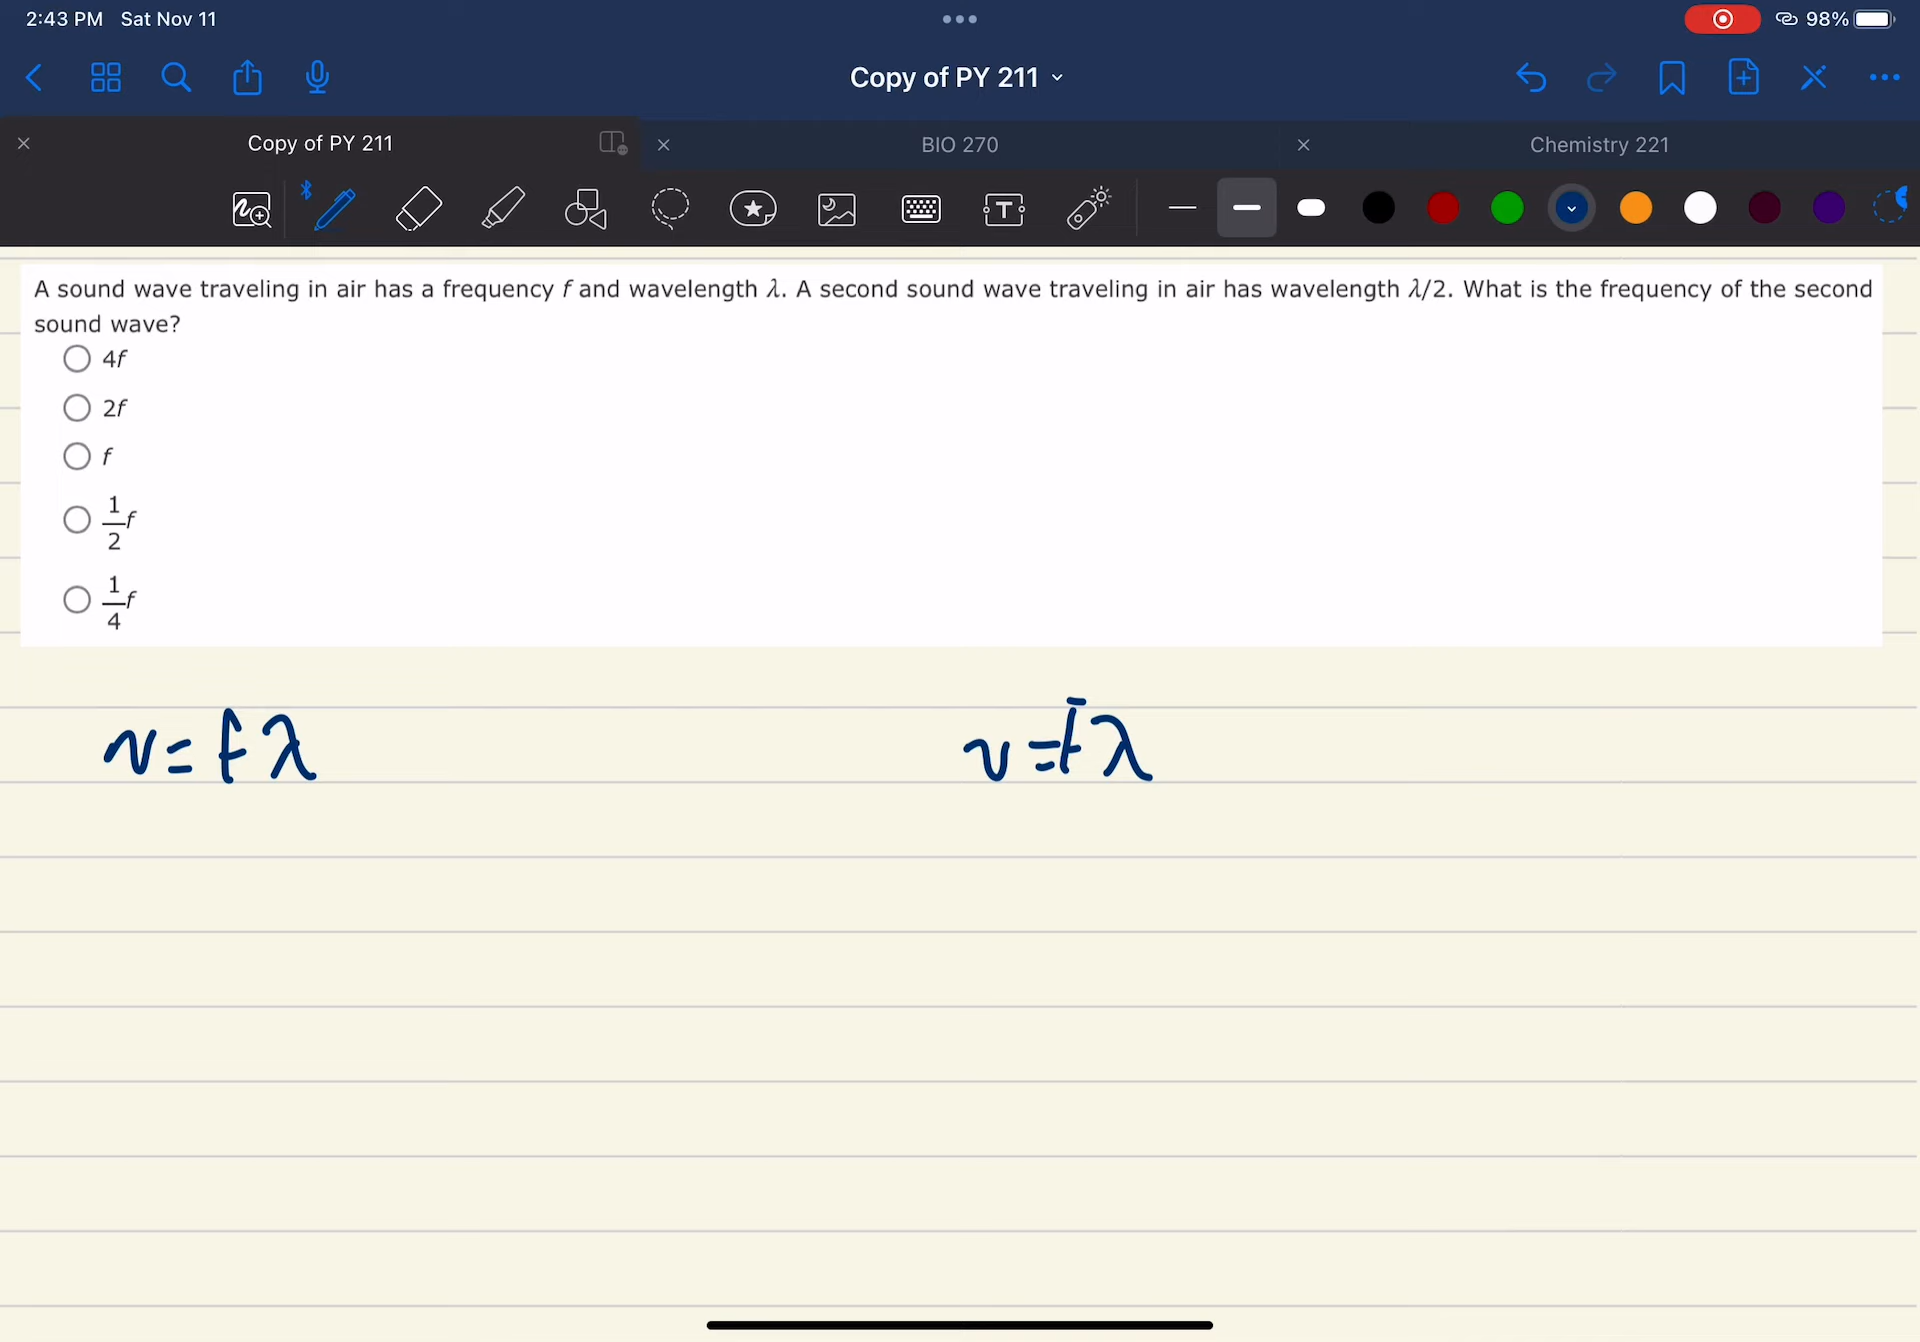 2:43 PM Sat Nov 11
98%
Copy of PY 211
Copy of PY 211
BIO 270
Chemistry 221
T
A sound wave traveling in air has a frequency f and wavelength λ. A second sound wave traveling in air has wavelength λ/2. What is the frequency of the second
sound wave?
4f
2f
f
1/2 f
1/4 f
v = f λ
v = f λ